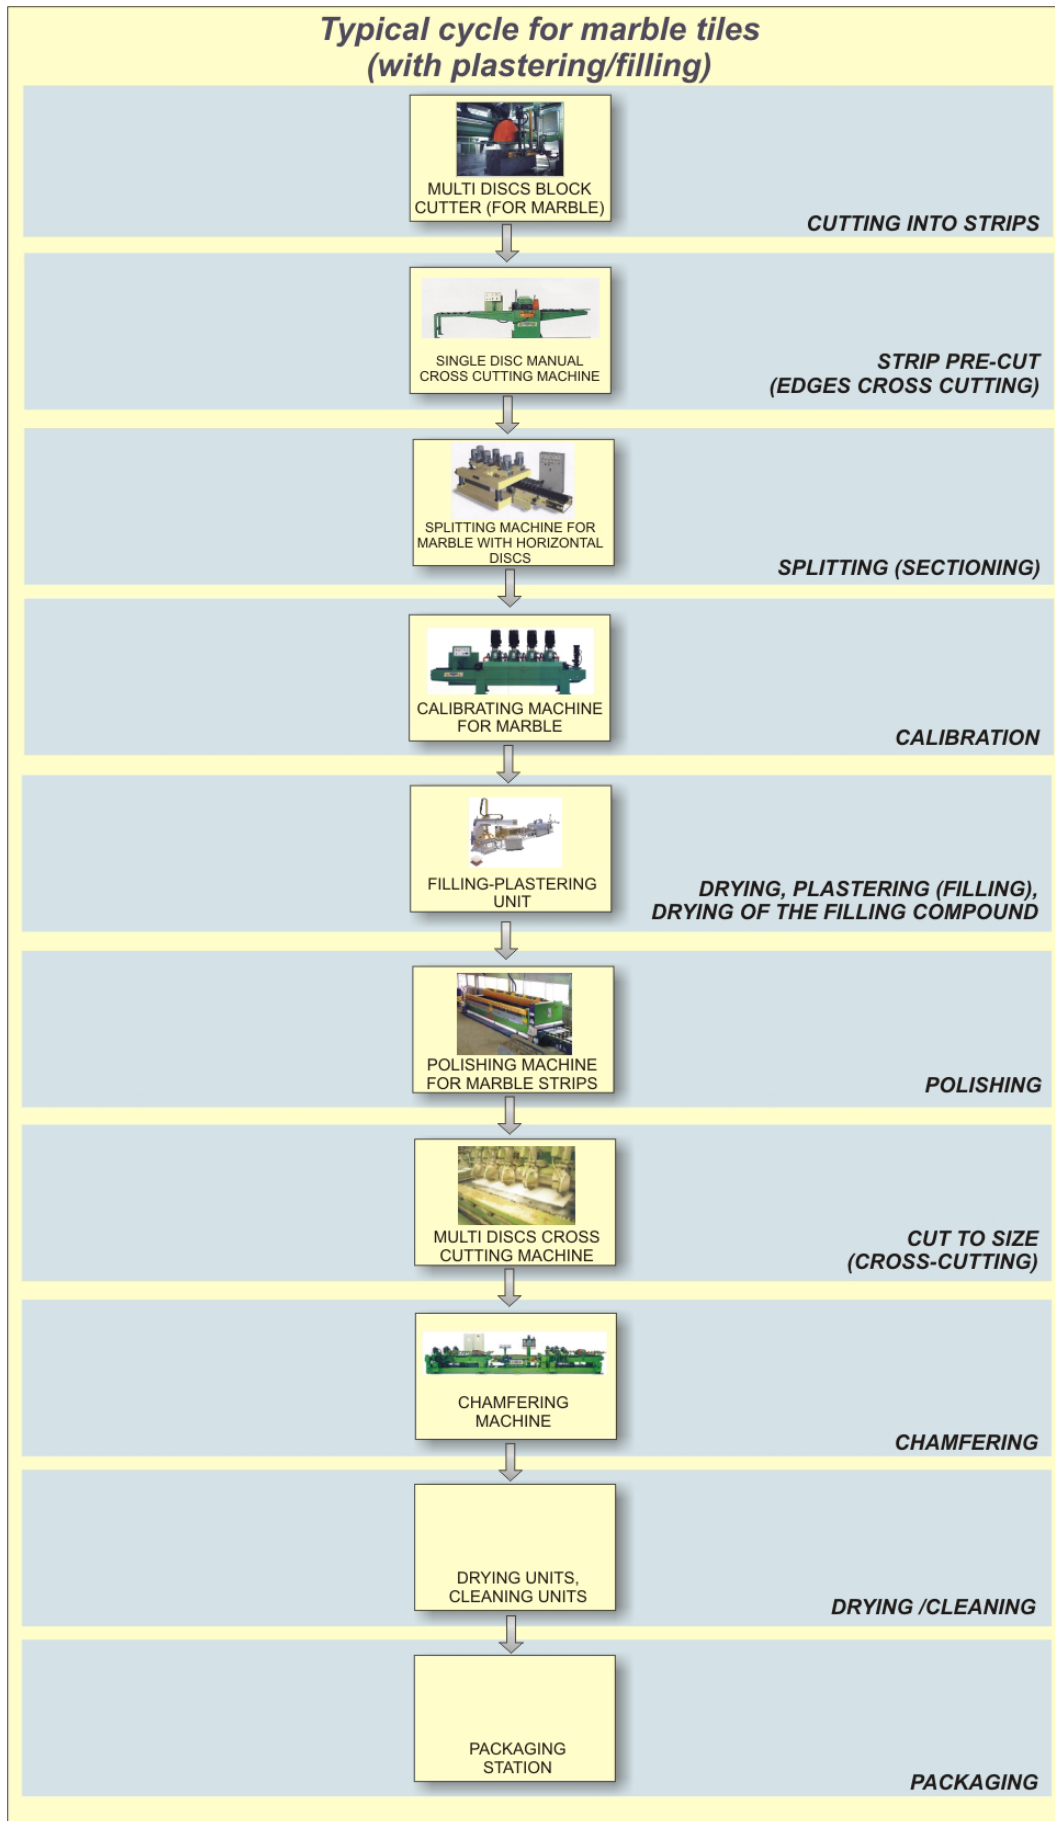 Typical cycle for marble tiles
(with plastering/filling)
MULTI DISCS BLOCK
CUTTER (FOR MARBLE)
CUTTING INTO STRIPS
SINGLE DISC MANUAL
CROSS CUTTING MACHINE
STRIP PRE-CUT
(EDGES CROSS CUTTING)
SPLITTING MACHINE FOR
MARBLE WITH HORIZONTAL
DISCS
SPLITTING (SECTIONING)
CALIBRATING MACHINE
FOR MARBLE
CALIBRATION
FILLING-PLASTERING
UNIT
DRYING, PLASTERING (FILLING),
DRYING OF THE FILLING COMPOUND
POLISHING MACHINE
FOR MARBLE STRIPS
POLISHING
MULTI DISCS CROSS
CUTTING MACHINE
CUT TO SIZE
(CROSS-CUTTING)
CHAMFERING
MACHINE
CHAMFERING
DRYING UNITS,
CLEANING UNITS
DRYING /CLEANING
PACKAGING
STATION
PACKAGING